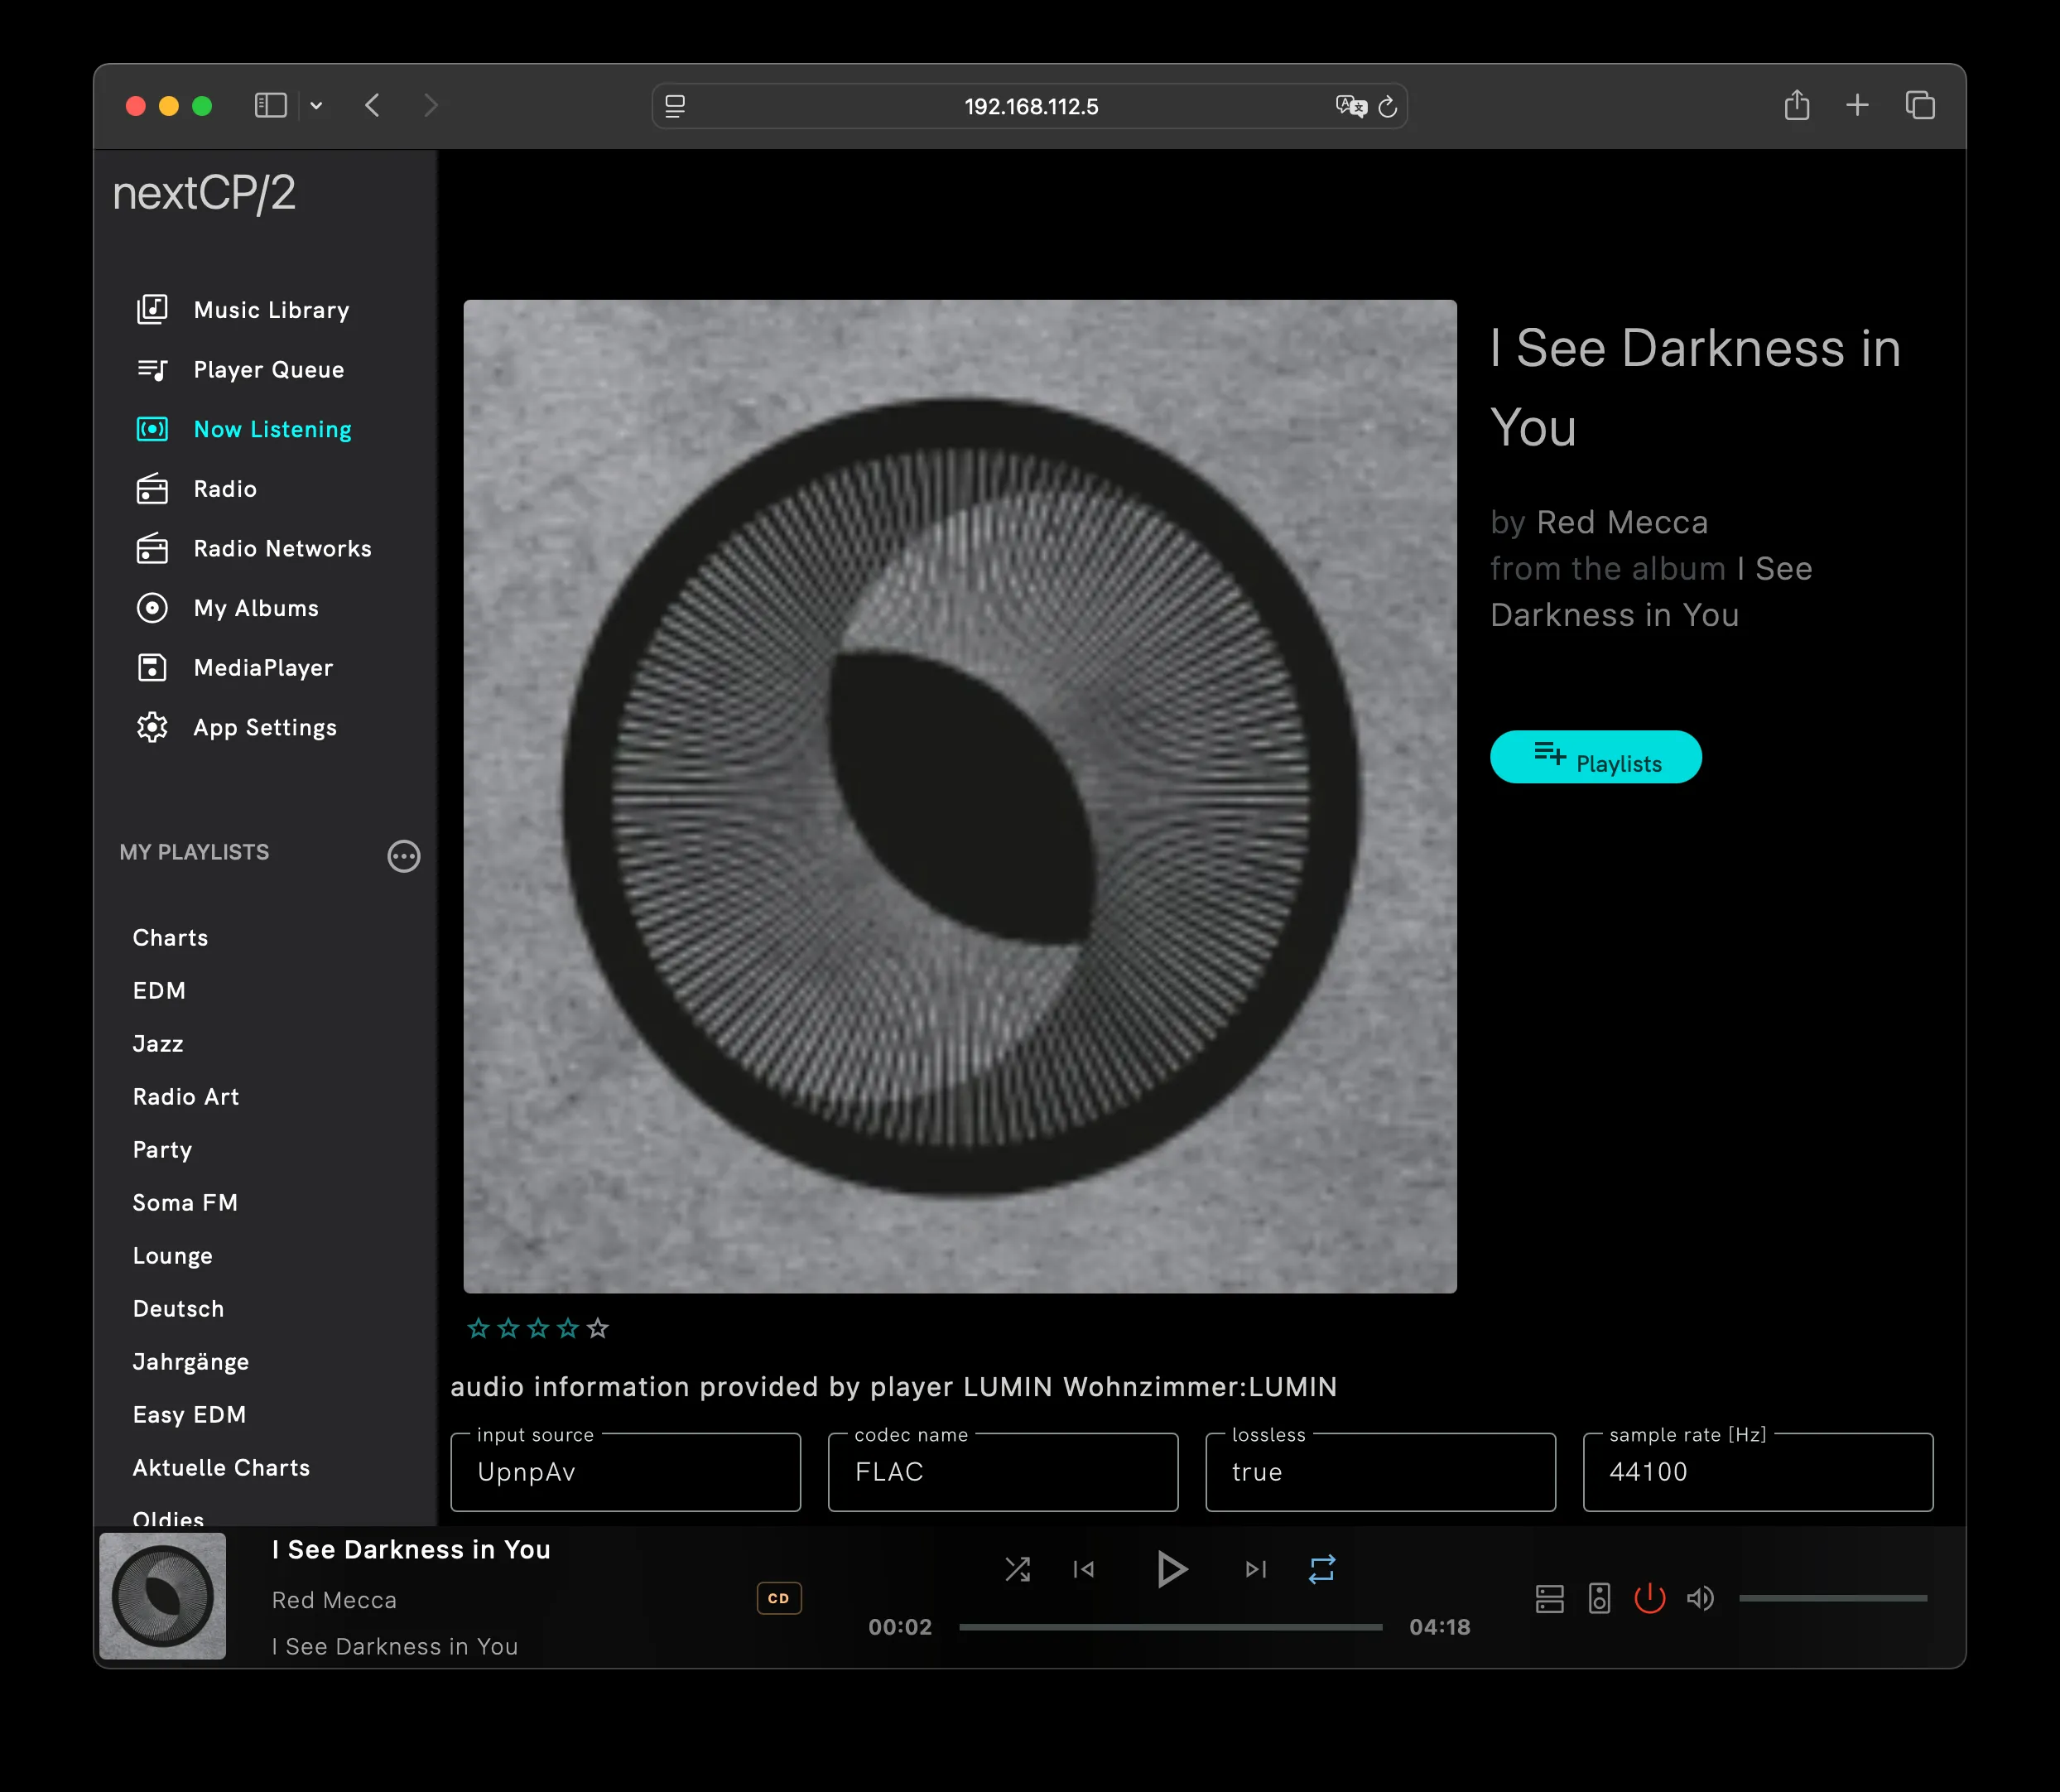 192.168.112.5
nextCP/2
Music Library
Player Queue
Now Listening
Radio
Radio Networks
My Albums
MediaPlayer
App Settings
MY PLAYLISTS
Charts
EDM
Jazz
Radio Art
Party
Soma FM
Lounge
Deutsch
Jahrgänge
Easy EDM
Aktuelle Charts
Oldies
I See Darkness in
You
by Red Mecca
from the album I See
Darkness in You
Playlists
audio information provided by player LUMIN Wohnzimmer:LUMIN
input source
UpnpAv
codec name
FLAC
lossless
true
sample rate [Hz]
44100
I See Darkness in You
Red Mecca
I See Darkness in You
CD
00:02
04:18